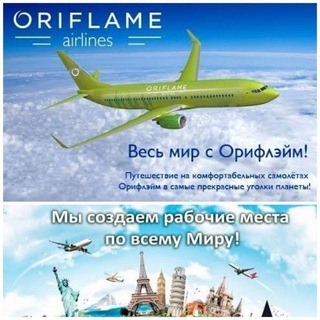 ORIFLAME
airlines
Весь мир с Орифлэйм!
Путешествие на комфортабельных самолётах
Орифлэйм в самые прекрасные уголки планеты!
Мы создаем рабочие места
по всему Миру!